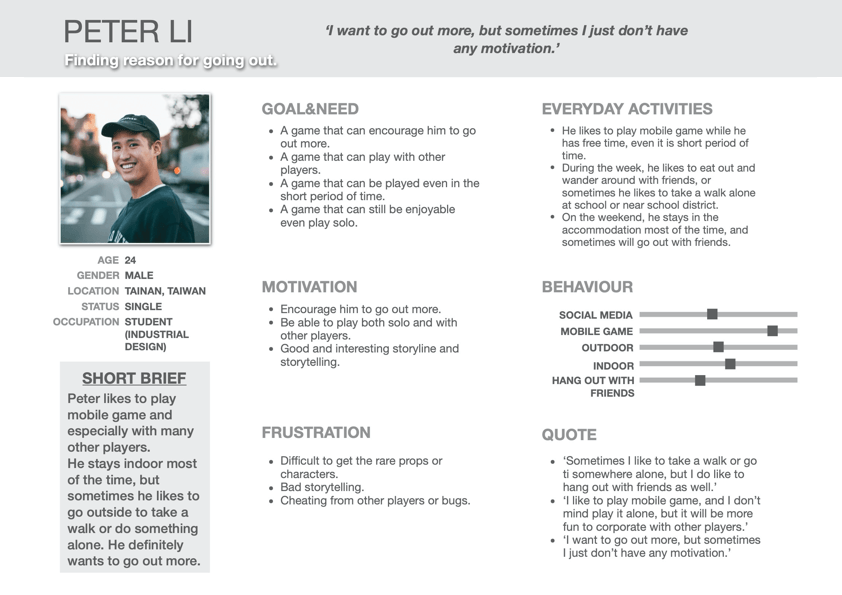 PETER LI
Finding reason for going out.
‘I want to go out more, but sometimes I just don’t have
any motivation.’
AGE 24
GENDER MALE
LOCATION TAINAN, TAIWAN
STATUS SINGLE
OCCUPATION STUDENT
(INDUSTRIAL
DESIGN)
SHORT BRIEF
Peter likes to play
mobile game and
especially with many
other players.
He stays indoor most
of the time, but
sometimes he likes to
go outside to take a
walk or do something
alone. He definitely
wants to go out more.
GOAL&NEED
• A game that can encourage him to go
out more.
• A game that can play with other
players.
• A game that can be played even in the
short period of time.
• A game that can still be enjoyable
even play solo.
MOTIVATION
• Encourage him to go out more.
• Be able to play both solo and with
other players.
• Good and interesting storyline and
storytelling.
FRUSTRATION
• Difficult to get the rare props or
characters.
• Bad storytelling.
• Cheating from other players or bugs.
EVERYDAY ACTIVITIES
• He likes to play mobile game while he
has free time, even it is short period of
time.
• During the week, he likes to eat out and
wander around with friends, or
sometimes he likes to take a walk alone
at school or near school district.
• On the weekend, he stays in the
accommodation most of the time, and
sometimes will go out with friends.
BEHAVIOUR
SOCIAL MEDIA
MOBILE GAME
OUTDOOR
INDOOR
HANG OUT WITH
FRIENDS
QUOTE
• ‘Sometimes I like to take a walk or go
ti somewhere alone, but I do like to
hang out with friends as well.’
• ‘I like to play mobile game, and I don’t
mind play it alone, but it will be more
fun to corporate with other players.’
• ‘I want to go out more, but sometimes
I just don’t have any motivation.’